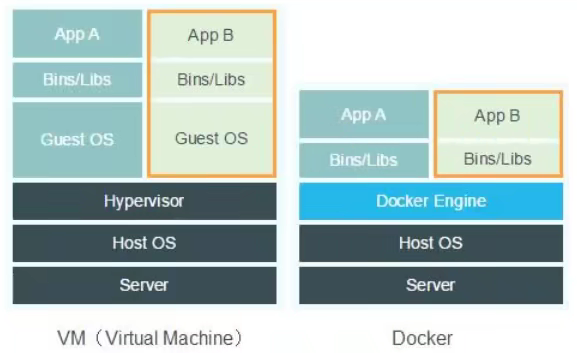 App A
App B
Bins/Libs
Bins/Libs
Guest OS
Guest OS
Hypervisor
Host OS
Server
VM（Virtual Machine）
App A
App B
Bins/Libs
Bins/Libs
Docker Engine
Host OS
Server
Docker